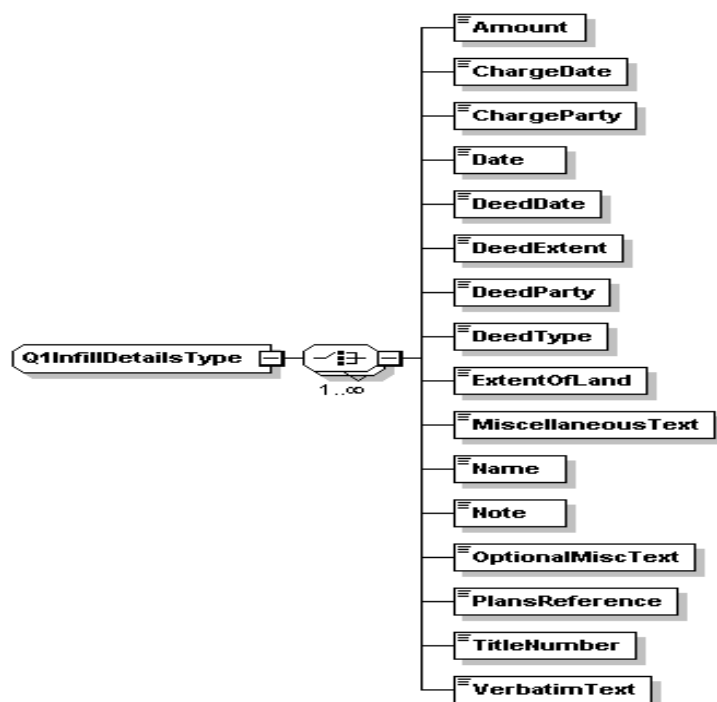 Amount
ChargeDate
ChargeParty
Date
DeedDate
DeedExtent
DeedParty
DeedType
Q1InfillDetailsType
1..∞
ExtentOfLand
MiscellaneousText
Name
Note
OptionalMiscText
PlansReference
TitleNumber
VerbatimText